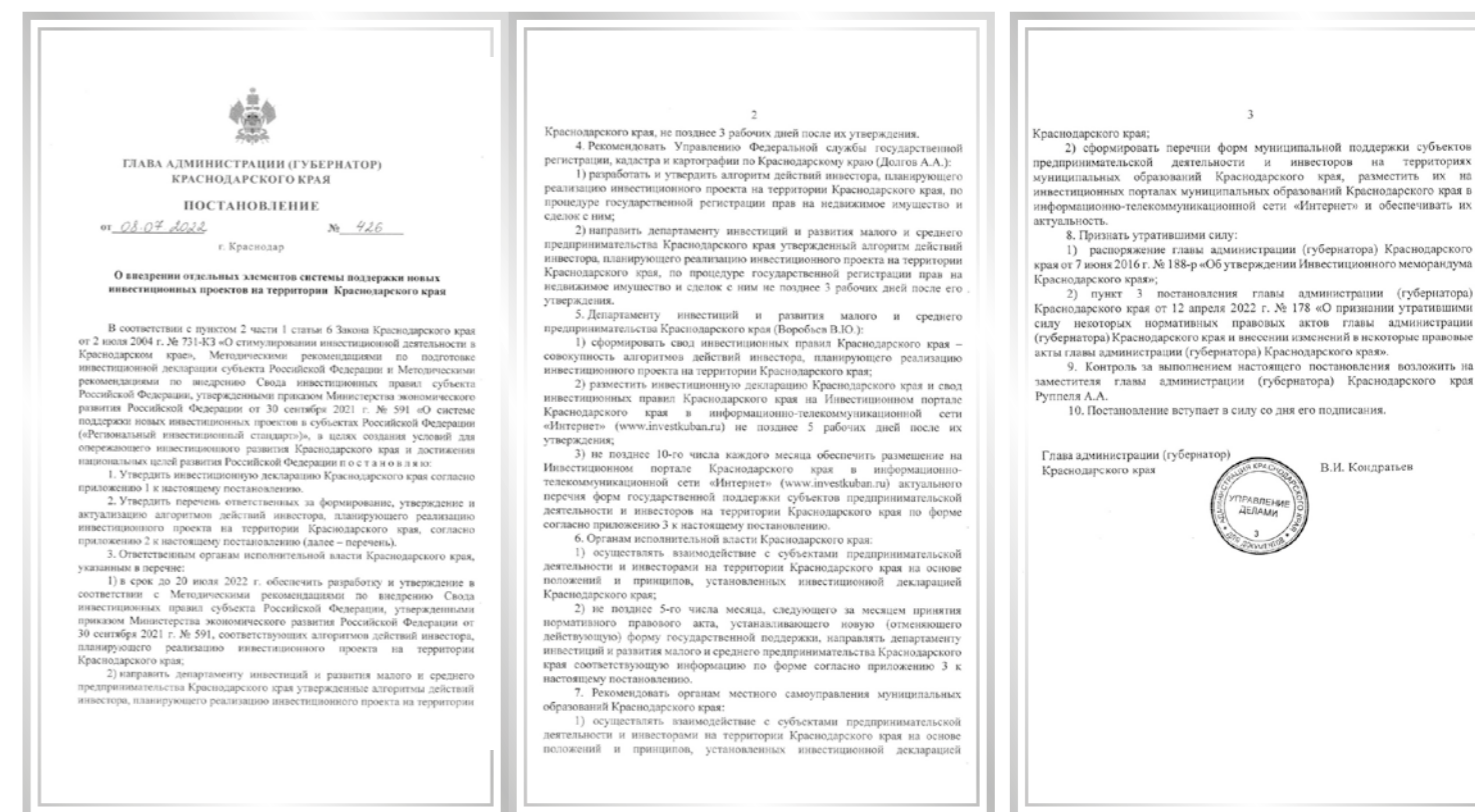 ГЛАВА АДМИНИСТРАЦИИ (ГУБЕРНАТОР)
КРАСНОДАРСКОГО КРАЯ
ПОСТАНОВЛЕНИЕ
от 08.07.2022 № 426
г. Краснодар
О внедрении отдельных элементов системы поддержки новых
инвестиционных проектов на территории Краснодарского края
В соответствии с пунктом 2 части 1 статьи 6 Закона Краснодарского края
от 2 июля 2004 г. № 731-КЗ «О стимулировании инвестиционной деятельности в
Краснодарском крае», Методическими рекомендациями по подготовке
инвестиционной декларации субъекта Российской Федерации и Методическими
рекомендациями по внедрению Свода инвестиционных правил субъекта
Российской Федерации, утвержденными приказом Министерства экономического
развития Российской Федерации от 30 сентября 2021 г. № 591 «О системе
поддержки новых инвестиционных проектов в субъектах Российской Федерации
(«Региональный инвестиционный стандарт»)», в целях создания условий для
опережающего инвестиционного развития Краснодарского края и достижения
национальных целей развития Российской Федерации п о с т а н о в л я ю:
1. Утвердить инвестиционную декларацию Краснодарского края согласно
приложению 1 к настоящему постановлению.
2. Утвердить перечень ответственных за формирование, утверждение и
актуализацию алгоритмов действий инвестора, планирующего реализацию
инвестиционного проекта на территории Краснодарского края, согласно
приложению 2 к настоящему постановлению (далее – перечень).
3. Ответственным органам исполнительной власти Краснодарского края,
указанным в перечне:
1) в срок до 20 июля 2022 г. обеспечить разработку и утверждение в
соответствии с Методическими рекомендациями по внедрению Свода
инвестиционных правил субъекта Российской Федерации, утвержденными
приказом Министерства экономического развития Российской Федерации от
30 сентября 2021 г. № 591, соответствующих алгоритмов действий инвестора,
планирующего реализацию инвестиционного проекта на территории
Краснодарского края;
2) направить департаменту инвестиций и развития малого и среднего
предпринимательства Краснодарского края утвержденные алгоритмы действий
инвестора, планирующего реализацию инвестиционного проекта на территории
2
Краснодарского края, не позднее 3 рабочих дней после их утверждения.
4. Рекомендовать Управлению Федеральной службы государственной
регистрации, кадастра и картографии по Краснодарскому краю (Долгов А.А.):
1) разработать и утвердить алгоритм действий инвестора, планирующего
реализацию инвестиционного проекта на территории Краснодарского края, по
процедуре государственной регистрации прав на недвижимое имущество и
сделок с ним;
2) направить департаменту инвестиций и развития малого и среднего
предпринимательства Краснодарского края утвержденный алгоритм действий
инвестора, планирующего реализацию инвестиционного проекта на территории
Краснодарского края, по процедуре государственной регистрации прав на
недвижимое имущество и сделок с ним не позднее 3 рабочих дней после его
утверждения.
5. Департаменту инвестиций и развития малого и среднего
предпринимательства Краснодарского края (Воробьев В.Ю.):
1) сформировать свод инвестиционных правил Краснодарского края –
совокупность алгоритмов действий инвестора, планирующего реализацию
инвестиционного проекта на территории Краснодарского края;
2) разместить инвестиционную декларацию Краснодарского края и свод
инвестиционных правил Краснодарского края на Инвестиционном портале
Краснодарского края в информационно-телекоммуникационной сети
«Интернет» (www.investkuban.ru) не позднее 5 рабочих дней после их
утверждения;
3) не позднее 10-го числа каждого месяца обеспечить размещение на
Инвестиционном портале Краснодарского края в информационно-
телекоммуникационной сети «Интернет» (www.investkuban.ru) актуального
перечня форм государственной поддержки субъектов предпринимательской
деятельности и инвесторов на территории Краснодарского края по форме
согласно приложению 3 к настоящему постановлению.
6. Органам исполнительной власти Краснодарского края:
1) осуществлять взаимодействие с субъектами предпринимательской
деятельности и инвесторами на территории Краснодарского края на основе
положений и принципов, установленных инвестиционной декларацией
Краснодарского края;
2) не позднее 5-го числа месяца, следующего за месяцем принятия
нормативного правового акта, устанавливающего новую (отменяющего
действующую) форму государственной поддержки, направлять департаменту
инвестиций и развития малого и среднего предпринимательства Краснодарского
края соответствующую информацию по форме согласно приложению 3 к
настоящему постановлению.
7. Рекомендовать органам местного самоуправления муниципальных
образований Краснодарского края:
1) осуществлять взаимодействие с субъектами предпринимательской
деятельности и инвесторами на территории Краснодарского края на основе
положений и принципов, установленных инвестиционной декларацией
3
Краснодарского края;
2) сформировать перечни форм муниципальной поддержки субъектов
предпринимательской деятельности и инвесторов на территориях
муниципальных образований Краснодарского края, разместить их на
инвестиционных порталах муниципальных образований Краснодарского края в
информационно-телекоммуникационной сети «Интернет» и обеспечивать их
актуальность.
8. Признать утратившими силу:
1) распоряжение главы администрации (губернатора) Краснодарского
края от 7 июня 2016 г. № 188-р «Об утверждении Инвестиционного меморандума
Краснодарского края»;
2) пункт 3 постановления главы администрации (губернатора)
Краснодарского края от 12 апреля 2022 г. № 178 «О признании утратившими
силу некоторых нормативных правовых актов главы администрации
(губернатора) Краснодарского края и внесении изменений в некоторые правовые
акты главы администрации (губернатора) Краснодарского края».
9. Контроль за выполнением настоящего постановления возложить на
заместителя главы администрации (губернатора) Краснодарского края
Руппеля А.А.
10. Постановление вступает в силу со дня его подписания.
Глава администрации (губернатор)
Краснодарского края В.И. Кондратьев
АДМИНИСТРАЦИЯ КРАСНОДАРСКОГО КРАЯ
УПРАВЛЕНИЕ
ДЕЛАМИ
3
ДЛЯ ДОКУМЕНТОВ